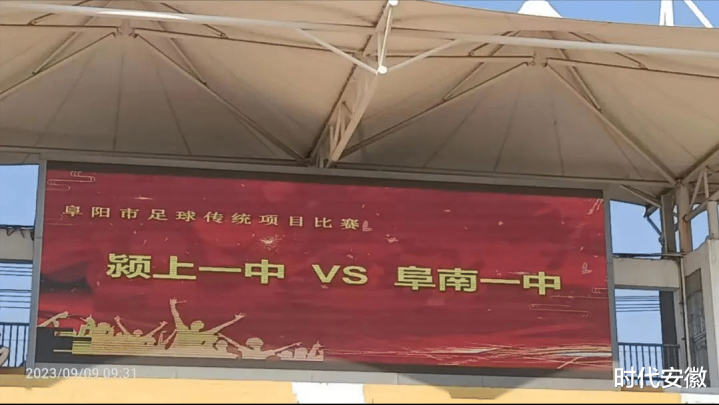 阜阳市足球传统项目比赛
颍上一中 VS 阜南一中
2023/09/09 09:31
时代安徽